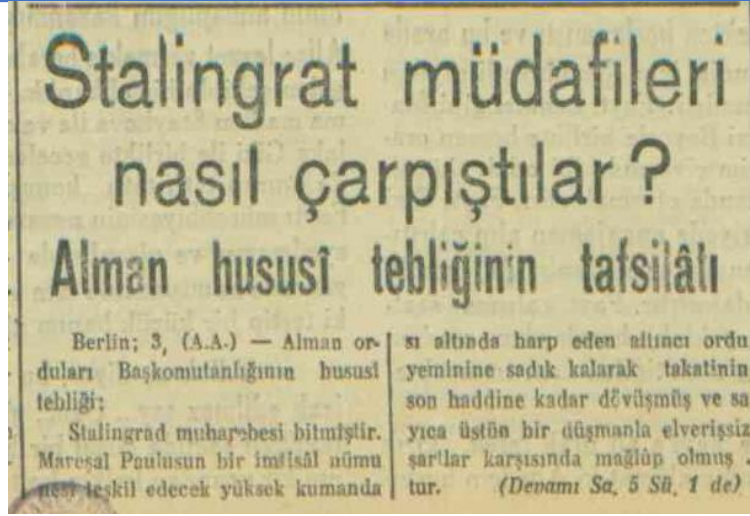 Stalingrat müdafileri
nasıl çarpıştılar?
Alman hususî tebliğinin tafsilâtı
Berlin; 3, (A.A.) — Alman or-
duları Başkomutanlığının hususî
tebliği:
Stalingrad muharebesi bitmiştir.
Mareşal Paulusun bir imtisâl nümu
nesi teşkil edecek yüksek kumanda
sı altında harp eden altıncı ordu
yeminine sadık kalarak takatinin
son haddine kadar dövüşmüş ve sa
yıca üstün bir düşmanla elverişsiz
şartlar karşısında mağlûp olmuş .
tur. (Devamı Sa, 5 Sü, 1 de)